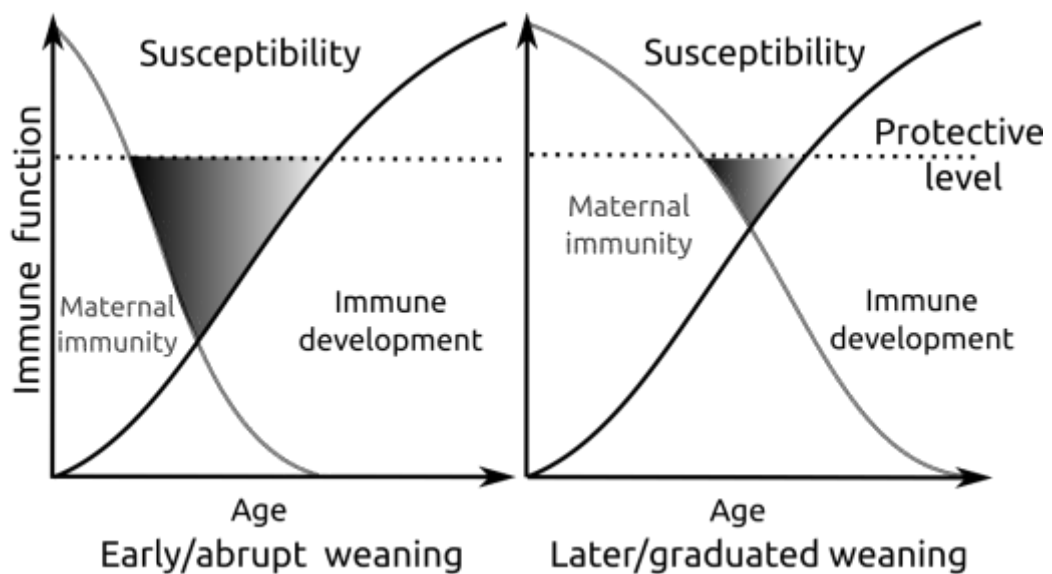 Susceptibility
Immune function
Maternal
immunity
Immune
development
Age
Early/abrupt weaning
Susceptibility
Protective
level
Maternal
immunity
Immune
development
Age
Later/graduated weaning